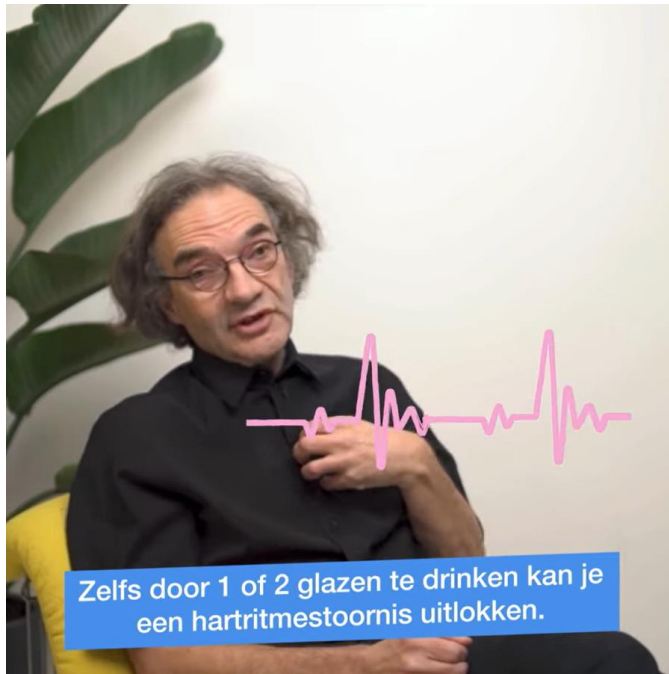 Zelfs door 1 of 2 glazen te drinken kan je
een hartritmestoornis uitlokken.